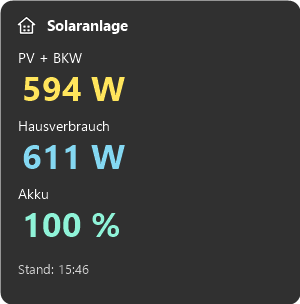 Solaranlage
PV + BKW
594 W
Hausverbrauch
611 W
Akku
100 %
Stand: 15:46